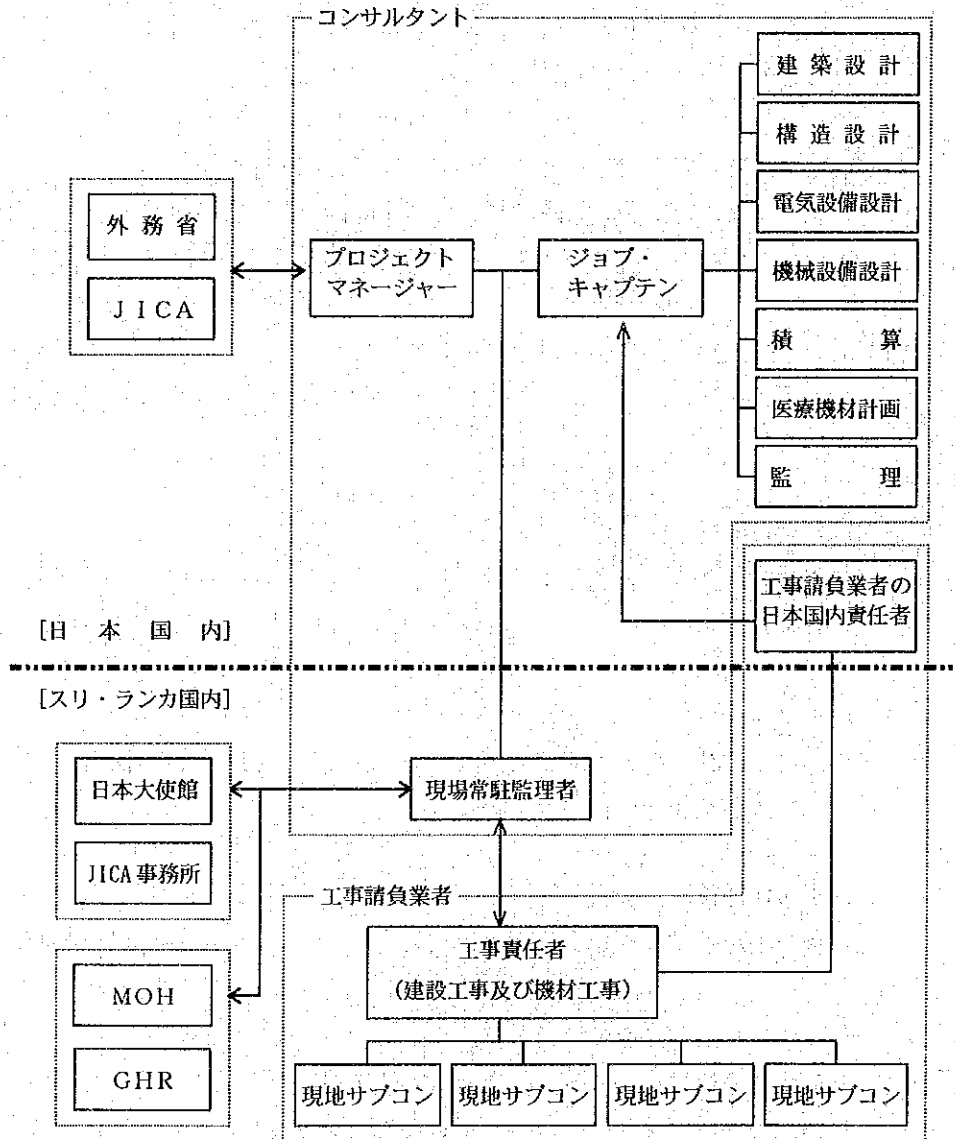 コンサルタント
建築設計
構造設計
電気設備設計
機械設備設計
積算
医療機材計画
監理
外務省
JICA
プロジェクト
マネージャー
ジョブ・
キャプテン
工事請負業者の
日本国内責任者
[日本国内]
[スリ・ランカ国内]
日本大使館
JICA事務所
現場常駐監理者
MOH
GHR
工事請負業者
工事責任者
(建設工事及び機材工事)
現地サブコン
現地サブコン
現地サブコン
現地サブコン